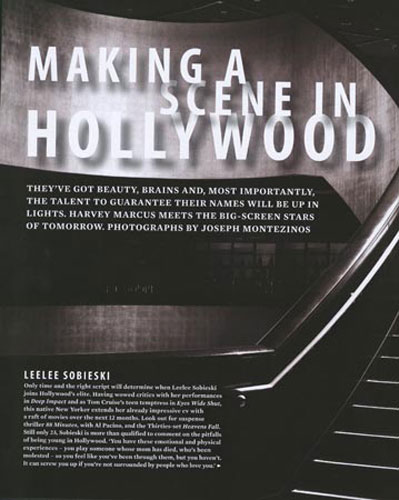 MAKING A
SCENE IN
HOLLYWOOD
THEY'VE GOT BEAUTY, BRAINS AND, MOST IMPORTANTLY,
THE TALENT TO GUARANTEE THEIR NAMES WILL BE UP IN
LIGHTS. HARVEY MARCUS MEETS THE BIG-SCREEN STARS
OF TOMORROW. PHOTOGRAPHS BY JOSEPH MONTEZINOS
LEELEE SOBIESKI
Only time and the right script will determine when Leelee Sobieski
joins Hollywood's elite. Having wowed critics with her performances
in Deep Impact and as Tom Cruise's teen temptress in Eyes Wide Shut,
this native New Yorker extends her already impressive cv with
a raft of movies over the next 12 months. Look out for suspense
thriller 88 Minutes, with Al Pacino, and the Thirties-set Heavens Fall.
Still only 23, Sobieski is more than qualified to comment on the pitfalls
of being young in Hollywood. 'You have these emotional and physical
experiences – you play someone whose mom has died, who's been
molested – so you feel like you've been through them, but you haven't.
It can screw you up if you're not surrounded by people who love you.' ►